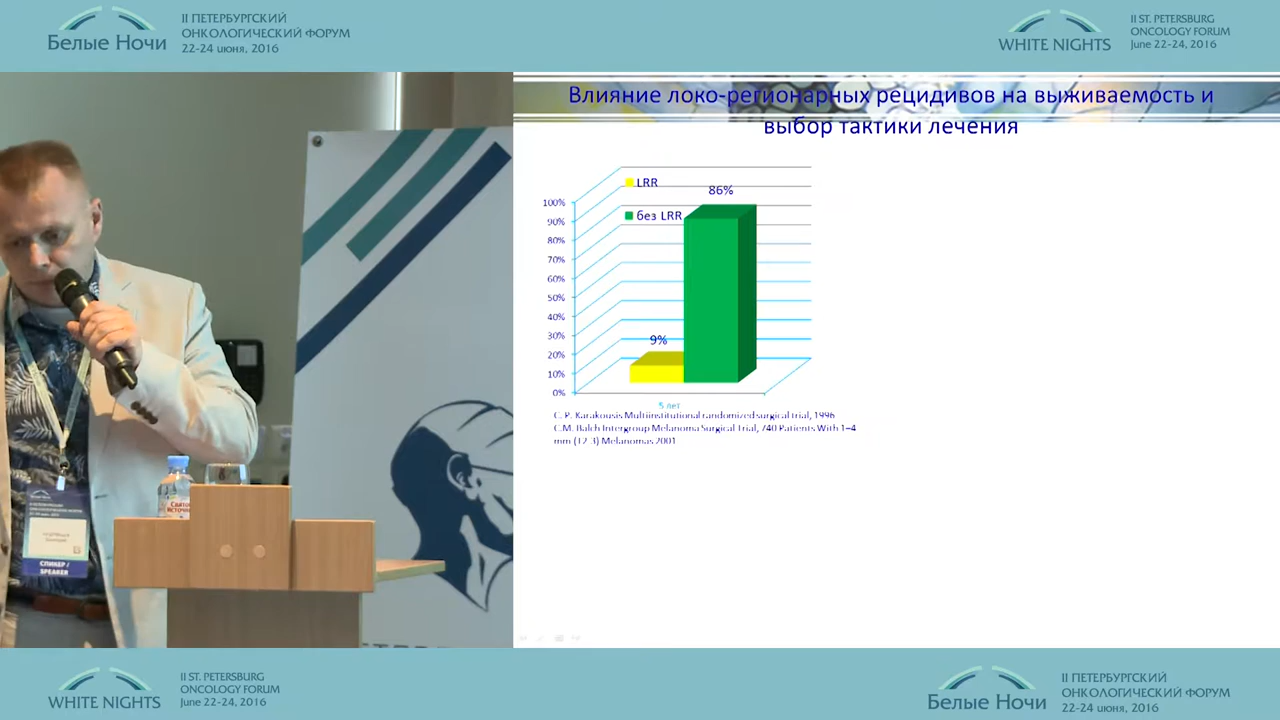 Белые Ночи
II ПЕТЕРБУРГСКИЙ
ОНКОЛОГИЧЕСКИЙ ФОРУМ
22-24 июня, 2016
WHITE NIGHTS
II ST. PETERSBURG
ONCOLOGY FORUM
June 22-24, 2016
Влияние локо-регионарных рецидивов на выживаемость и
выбор тактики лечения
LRR
без LRR
86%
9%
100%
90%
80%
70%
60%
50%
40%
30%
20%
10%
0%
5 лет
C. P. Karakousis Multiinstitutional randomized surgical trial, 1996
C.M. Balch Intergroup Melanoma Surgical Trial, 740 Patients With 1–4
mm (T2-3) Melanomas 2001
Святой
Источник
СПИКЕР /
SPEAKER
WHITE NIGHTS
II ST. PETERSBURG
ONCOLOGY FORUM
June 22-24, 2016
Белые Ночи
II ПЕТЕРБУРГСКИЙ
ОНКОЛОГИЧЕСКИЙ ФОРУМ
22-24 июня, 2016